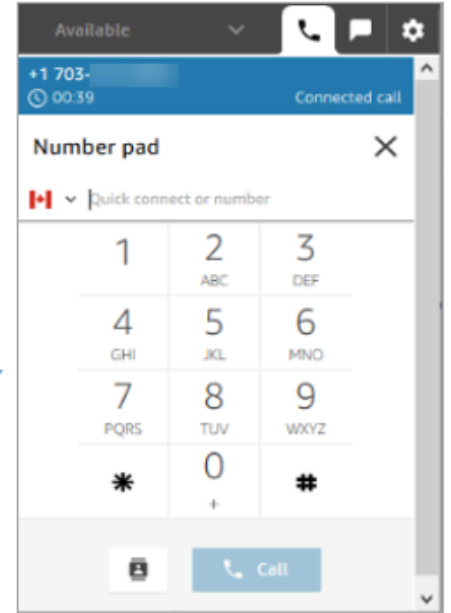 Available
+1 703-
00:39 Connected call
Number pad
Quick connect or number
1 2 3
ABC DEF
4 5 6
GHI JKL MNO
7 8 9
PQRS TUV WXYZ
* 0 #
+
Call